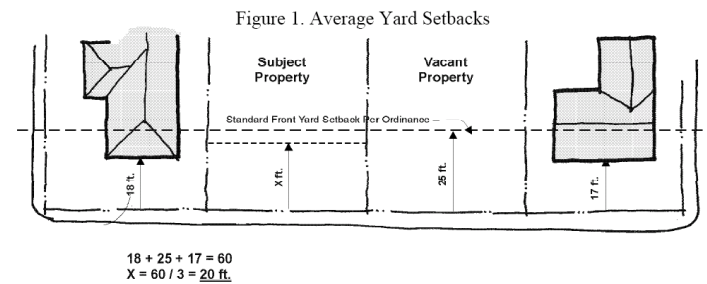 Figure 1. Average Yard Setbacks
Subject
Property
Vacant
Property
Standard Front Yard Setback Per Ordinance
18 ft.
X ft.
25 ft.
17 ft.
18 + 25 + 17 = 60
X = 60 / 3 = 20 ft.